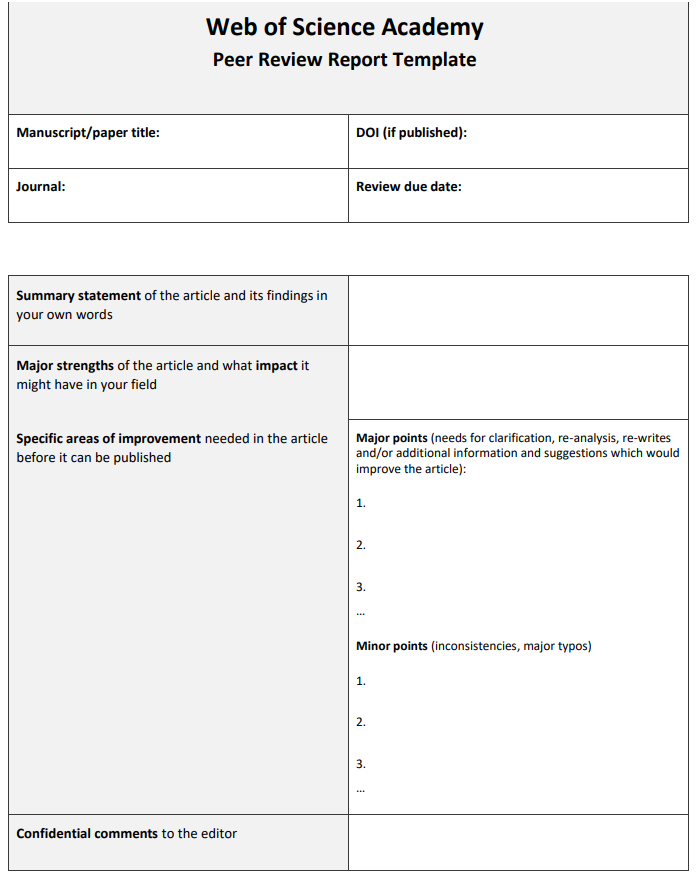 Web of Science Academy
Peer Review Report Template
Manuscript/paper title:
DOI (if published):
Journal:
Review due date:
Summary statement of the article and its findings in
your own words
Major strengths of the article and what impact it
might have in your field
Specific areas of improvement needed in the article
before it can be published
Major points (needs for clarification, re-analysis, re-writes
and/or additional information and suggestions which would
improve the article):
1.
2.
3.
...
Minor points (inconsistencies, major typos)
1.
2.
3.
...
Confidential comments to the editor